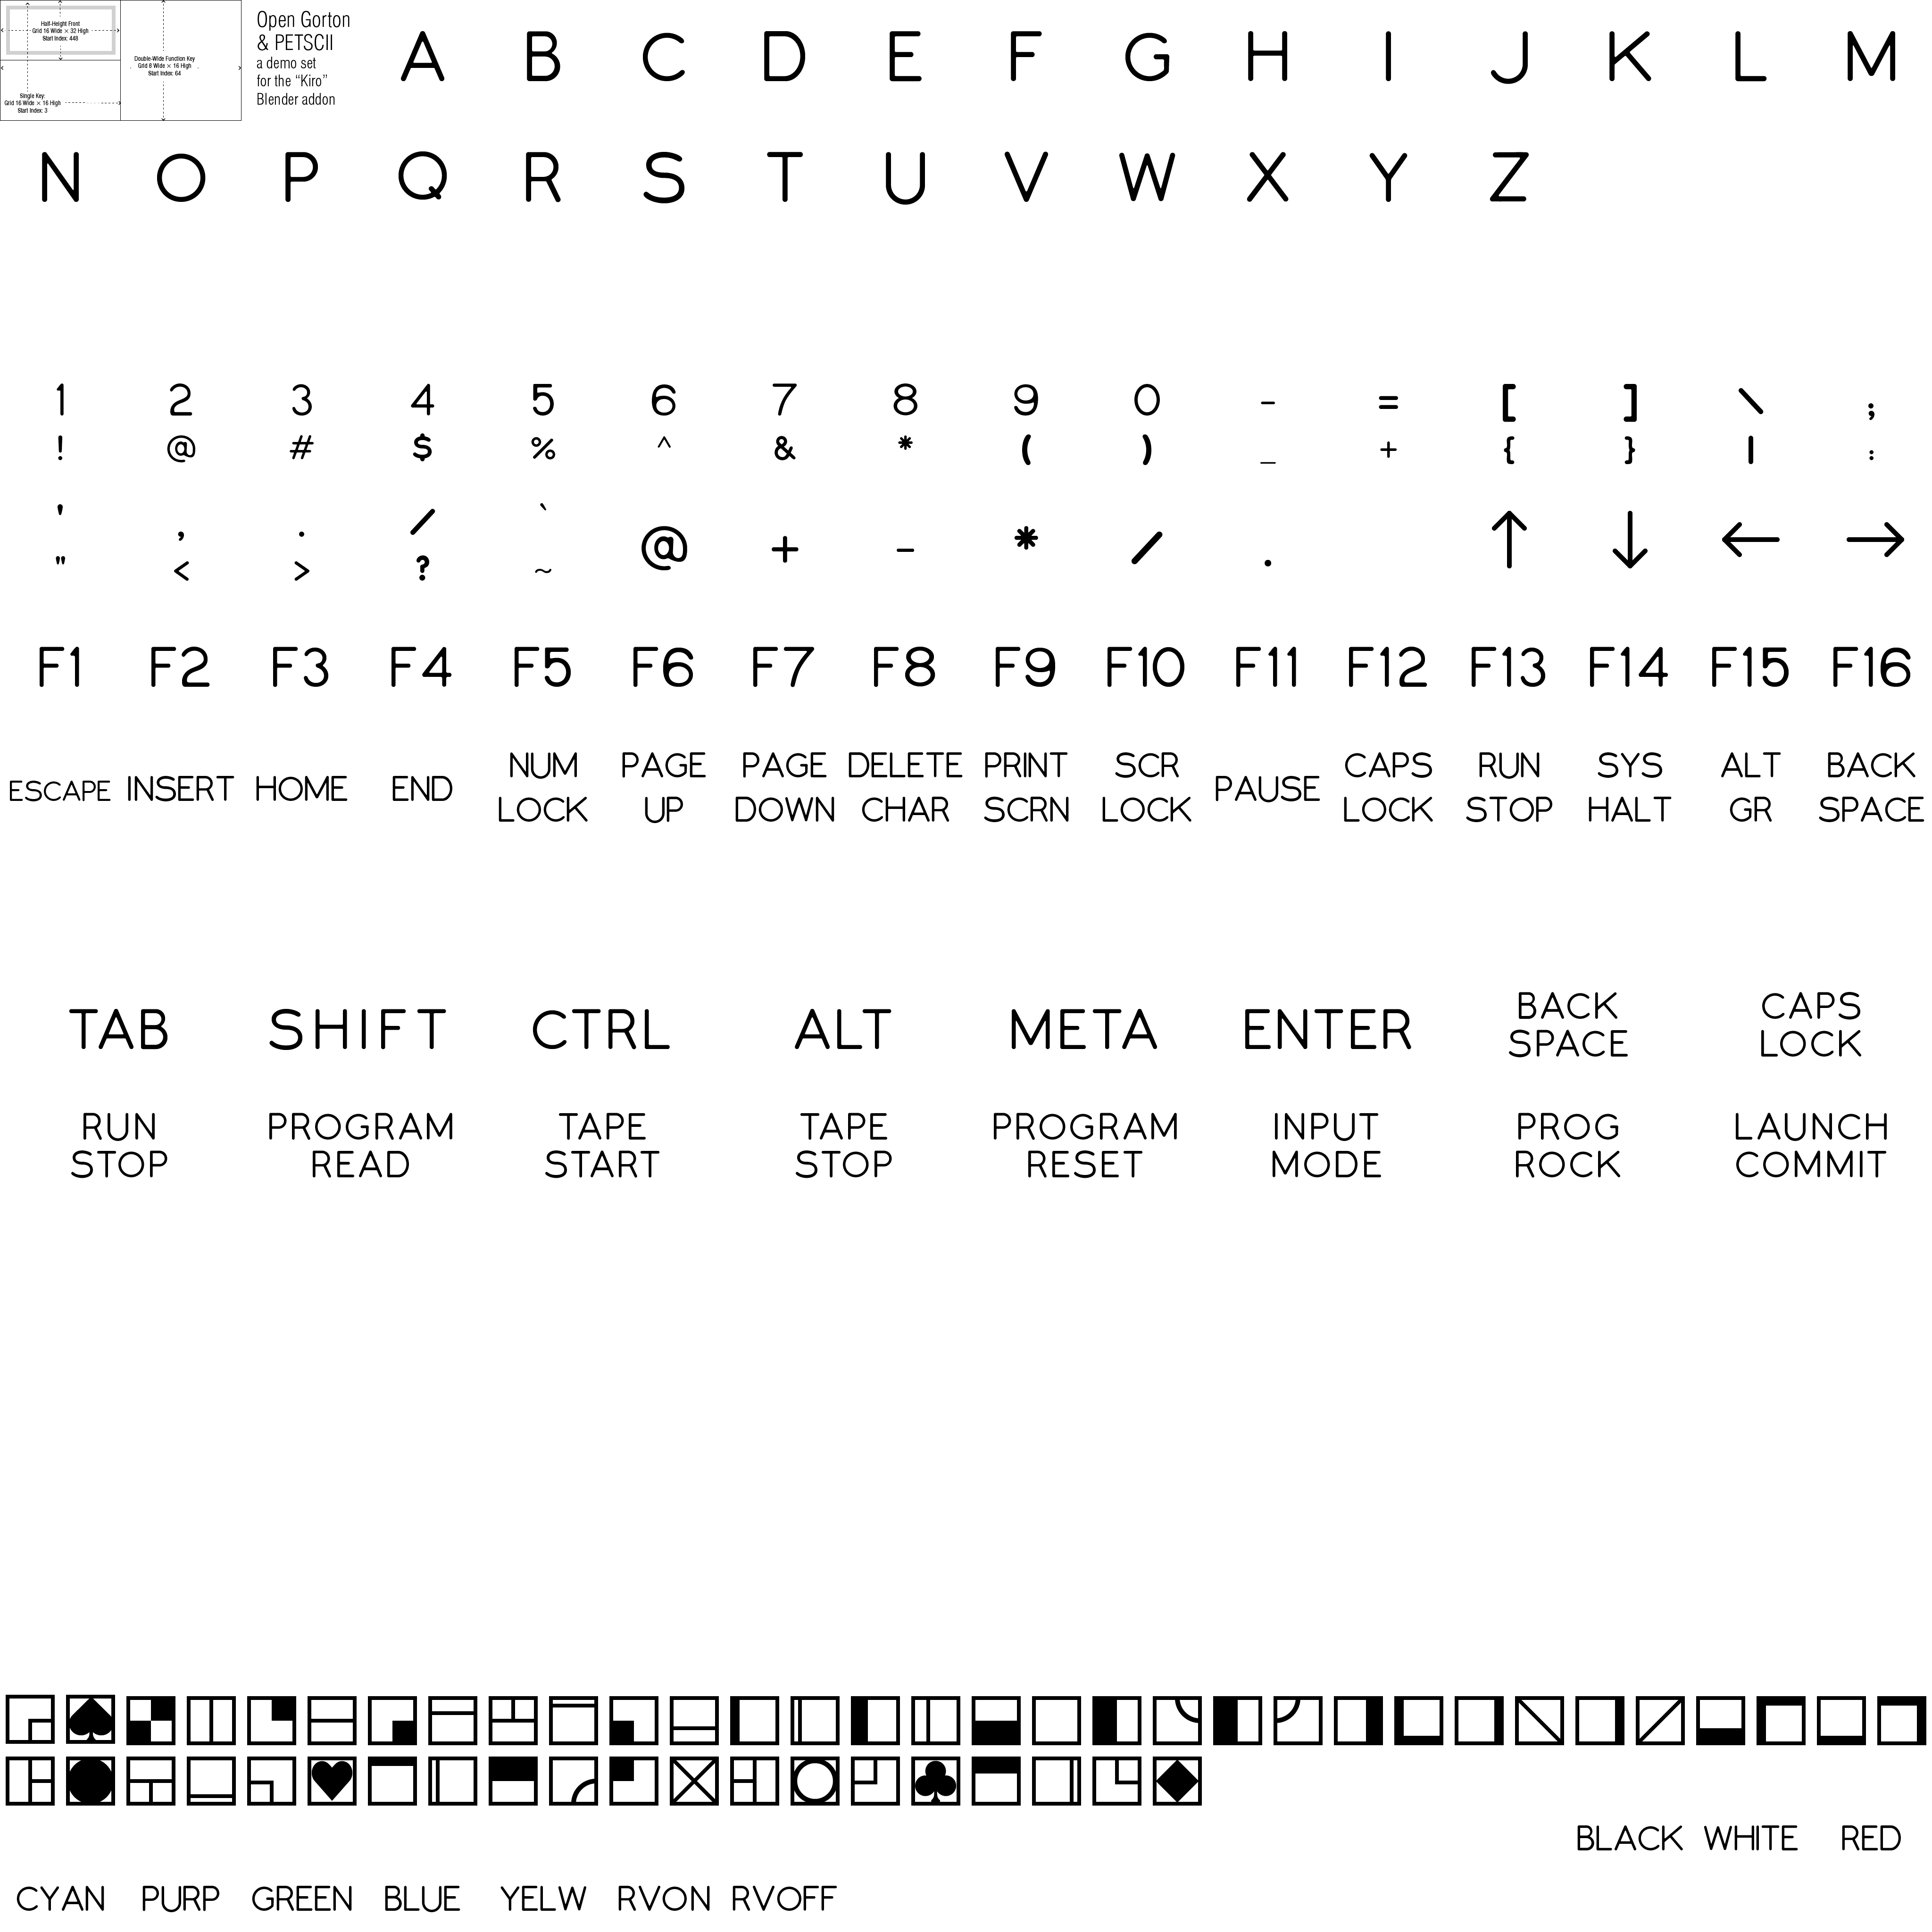 Half-Height Front
Grid 16 Wide × 32 High
Start Index: 448
Single Key:
Grid 16 Wide × 16 High
Start Index: 3
Double-Wide Function Key
Grid 8 Wide × 16 High
Start Index: 64
Open Gorton
& PETSCII
a demo set
for the “Kiro”
Blender addon
A B C D E F G H I J K L M
N O P Q R S T U V W X Y Z
1 2 3 4 5 6 7 8 9 0 - = [ ] \ ;
! @ # $ % ^ & * ( ) _ + { } | :
' , . / ` @ + - * / . ↑ ↓ ← →
" < > ? ~
F1 F2 F3 F4 F5 F6 F7 F8 F9 F10 F11 F12 F13 F14 F15 F16
ESCAPE INSERT HOME END NUM LOCK PAGE UP PAGE DOWN DELETE CHAR PRINT SCRN SCR LOCK PAUSE CAPS LOCK RUN STOP SYS HALT ALT GR BACK SPACE
TAB SHIFT CTRL ALT META ENTER BACK SPACE CAPS LOCK
RUN STOP PROGRAM READ TAPE START TAPE STOP PROGRAM RESET INPUT MODE PROG ROCK LAUNCH COMMIT
BLACK WHITE RED
CYAN PURP GREEN BLUE YELW RVON RVOFF